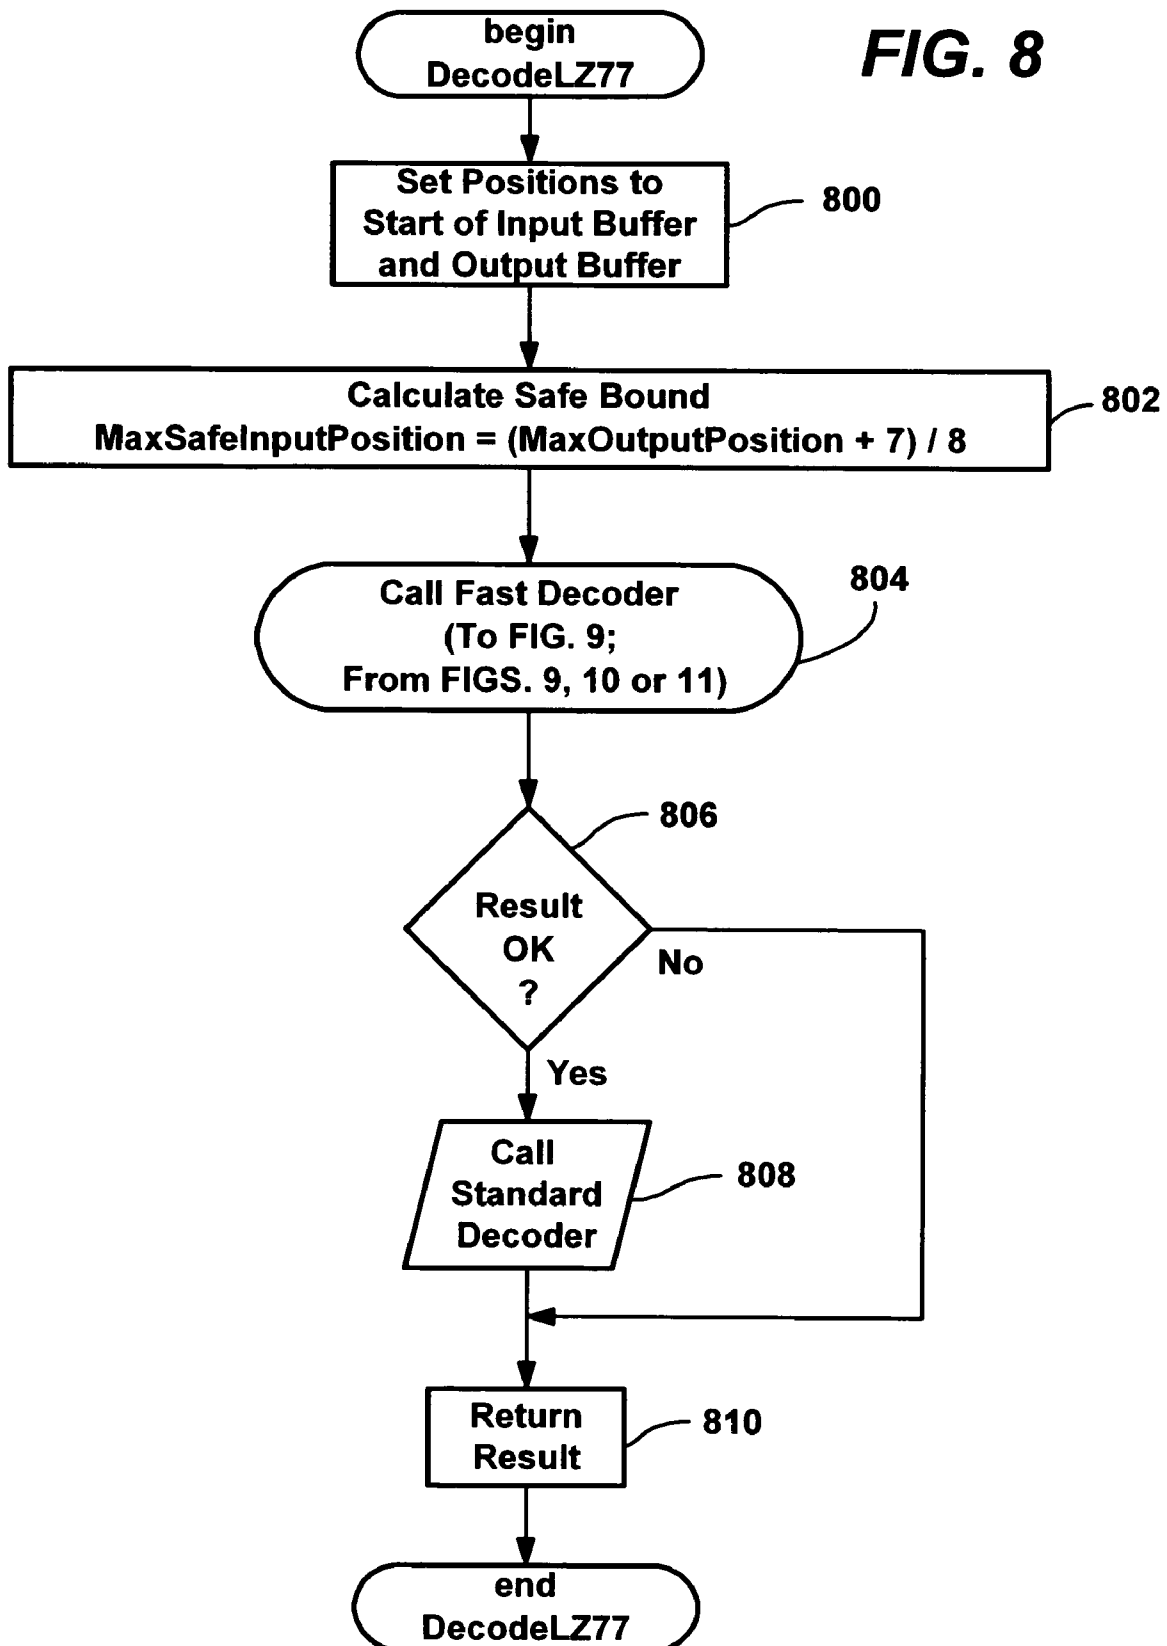 FIG. 8
begin
DecodeLZ77
Set Positions to
Start of Input Buffer
and Output Buffer
800
Calculate Safe Bound
MaxSafeInputPosition = (MaxOutputPosition + 7) / 8
802
Call Fast Decoder
(To FIG. 9;
From FIGS. 9, 10 or 11)
804
Result
OK
?
806
No
Yes
Call
Standard
Decoder
808
Return
Result
810
end
DecodeLZ77